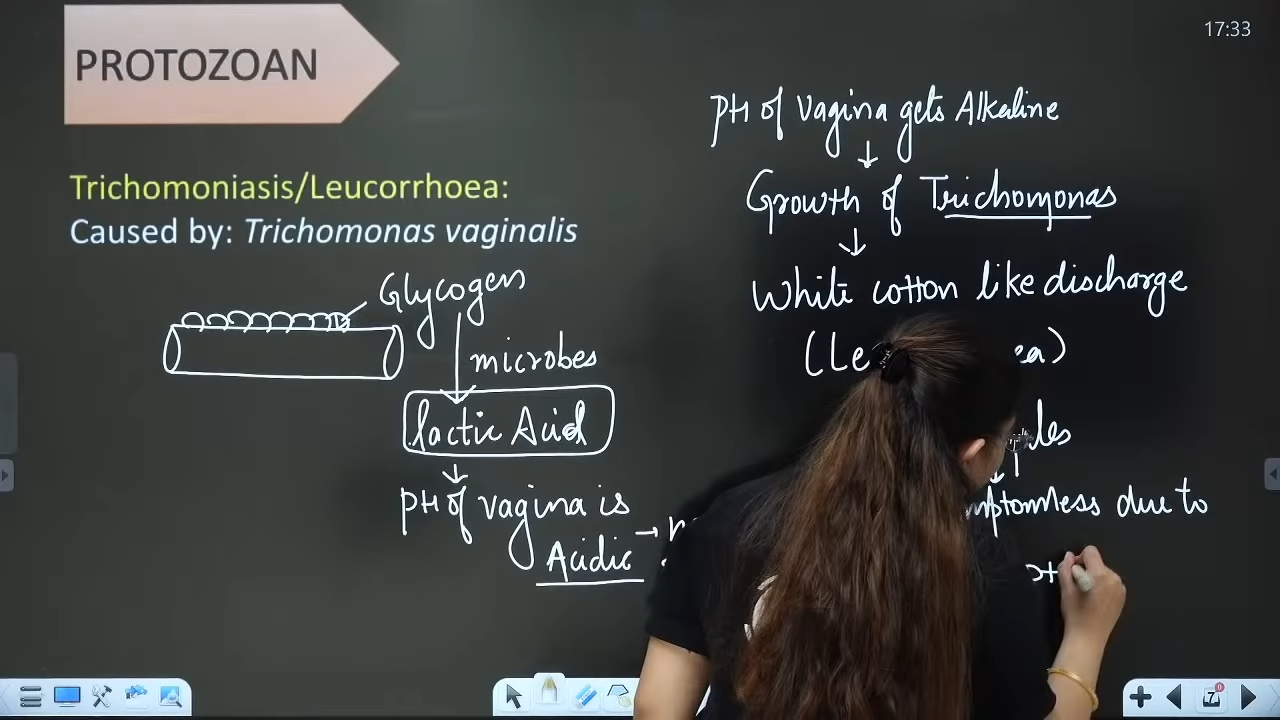 17:33
PROTOZOAN
Trichomoniasis/Leucorrhoea:
Caused by: Trichomonas vaginalis
Glycogen
microbes
lactic Acid
pH of vagina is
Acidic →
pH of vagina gets Alkaline
↓
Growth of Trichomonas
↓
White cotton like discharge
due to
7